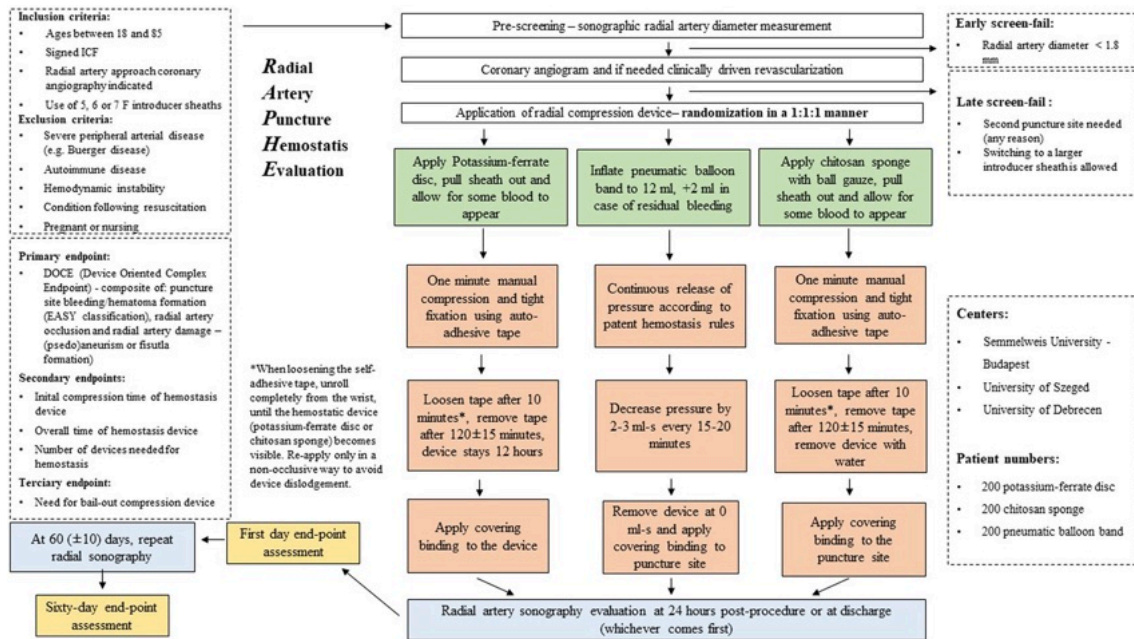 Inclusion criteria:
• Ages between 18 and 85
• Signed ICF
• Radial artery approach coronary
angiography indicated
• Use of 5, 6 or 7 F introducer sheaths
Exclusion criteria:
• Severe peripheral arterial disease
(e.g. Buerger disease)
• Autoimmune disease
• Hemodynamic instability
• Condition following resuscitation
• Pregnant or nursing
Primary endpoint:
• DOCE (Device Oriented Complex
Endpoint) - composite of: puncture
site bleeding/hematoma formation
(EASY classification), radial artery
occlusion and radial artery damage –
(psedo)aneurism or fisutla
formation)
Secondary endpoints:
• Inital compression time of hemostasis
device
• Overall time of hemostasis device
• Number of devices needed for
hemostasis
Terciary endpoint:
• Need for bail-out compression device
Radial
Artery
Puncture
Hemostatis
Evaluation
*When loosening the self-
adhesive tape, unroll
completely from the wrist,
until the hemostatic device
(potassium-ferrate disc or
chitosan sponge) becomes
visible. Re-apply only in a
non-occlusive way to avoid
device dislodgement.
Pre-screening – sonographic radial artery diameter measurement
Coronary angiogram and if needed clinically driven revascularization
Application of radial compression device– randomization in a 1:1:1 manner
Apply Potassium-ferrate
disc, pull sheath out and
allow for some blood to
appear
One minute manual
compression and tight
fixation using auto-
adhesive tape
Loosen tape after 10
minutes*, remove tape
after 120±15 minutes,
device stays 12 hours
Apply covering
binding to the device
Inflate pneumatic balloon
band to 12 ml, +2 ml in
case of residual bleeding
Continuous release of
pressure according to
patent hemostasis rules
Decrease pressure by
2-3 ml-s every 15-20
minutes
Remove device at 0
ml-s and apply
covering binding to
puncture site
Apply chitosan sponge
with ball gauze, pull
sheath out and allow for
some blood to appear
One minute manual
compression and tight
fixation using auto-
adhesive tape
Loosen tape after 10
minutes*, remove tape
after 120±15 minutes,
remove device with
water
Apply covering
binding to the
puncture site
Radial artery sonography evaluation at 24 hours post-procedure or at discharge
(whichever comes first)
First day end-point
assessment
At 60 (±10) days, repeat
radial sonography
Sixty-day end-point
assessment
Early screen-fail:
• Radial artery diameter < 1.8
mm
Late screen-fail :
• Second puncture site needed
(any reason)
• Switching to a larger
introducer sheath is allowed
Centers:
• Semmelweis University -
Budapest
• University of Szeged
• University of Debrecen
Patient numbers:
• 200 potassium-ferrate disc
• 200 chitosan sponge
• 200 pneumatic balloon band